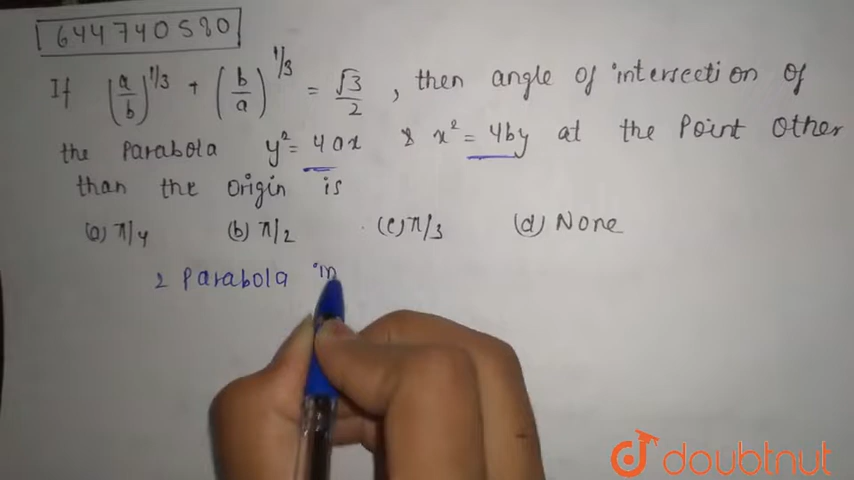 644740580
If (a/b)^1/3 + (b/a)^1/3 = √3/2 , then angle of intersection of
the Parabola y² = 4ax & x² = 4by at the Point Other
than the Origin is
(a) π/4 (b) π/2 (c) π/3 (d) None
2 Parabola in
doubtnut